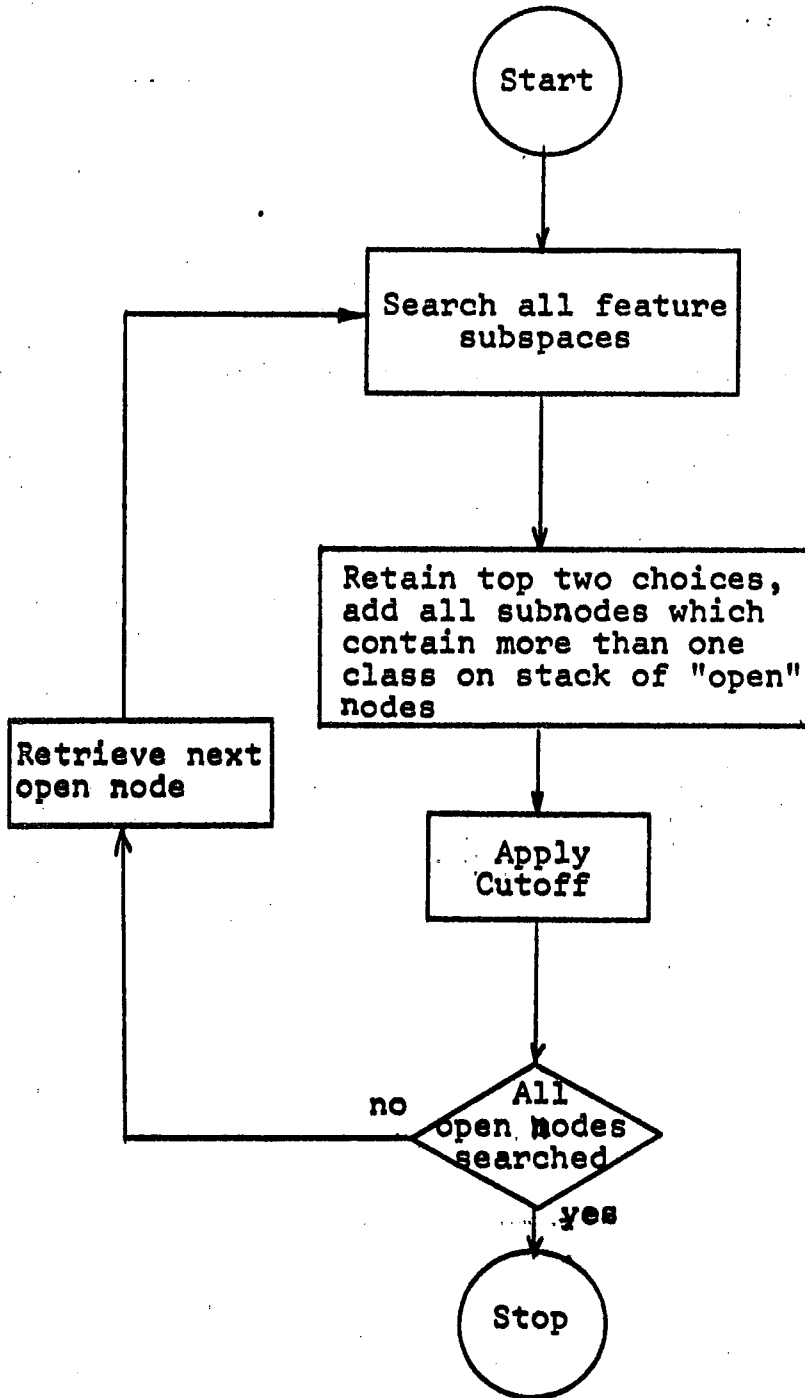 Start
Search all feature
subspaces
Retain top two choices,
add all subnodes which
contain more than one
class on stack of "open"
nodes
Retrieve next
open node
Apply
Cutoff
no
All
open nodes
searched
yes
Stop